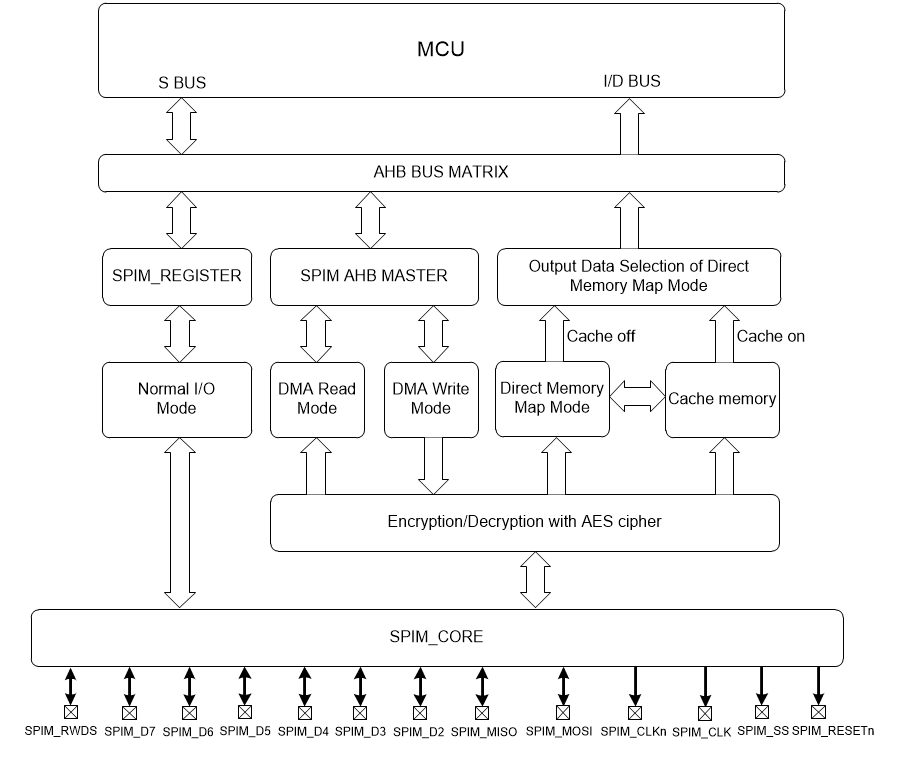 MCU
S BUS
I/D BUS
AHB BUS MATRIX
SPIM_REGISTER
SPIM AHB MASTER
Output Data Selection of Direct
Memory Map Mode
Cache off
Cache on
Normal I/O
Mode
DMA Read
Mode
DMA Write
Mode
Direct Memory
Map Mode
Cache memory
Encryption/Decryption with AES cipher
SPIM_CORE
SPIM_RWDS
SPIM_D7
SPIM_D6
SPIM_D5
SPIM_D4
SPIM_D3
SPIM_D2
SPIM_MISO
SPIM_MOSI
SPIM_CLKn
SPIM_CLK
SPIM_SS
SPIM_RESETn